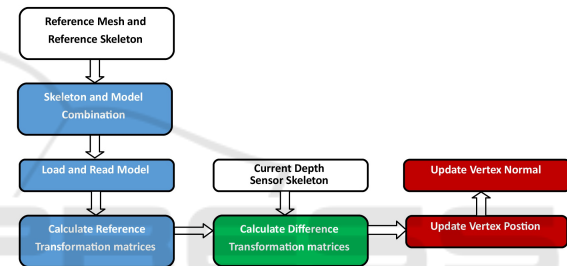 Reference Mesh and
Reference Skeleton
Skeleton and Model
Combination
Load and Read Model
Calculate Reference
Transformation matrices
Current Depth
Sensor Skeleton
Calculate Difference
Transformation matrices
Update Vertex Normal
Update Vertex Postion